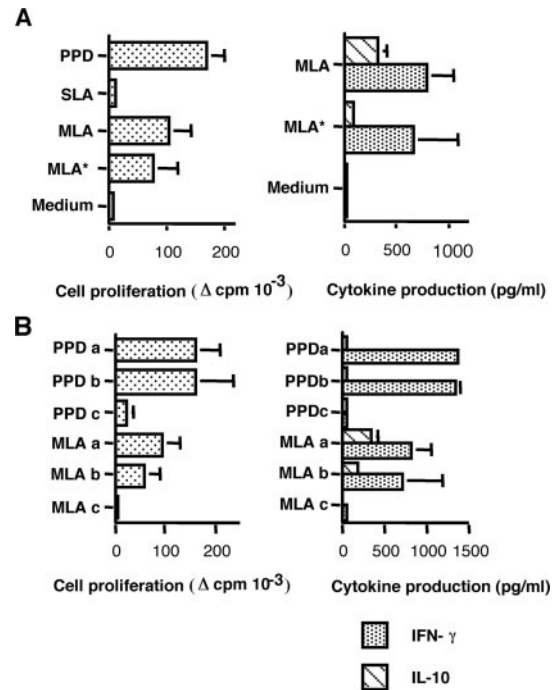 A
PPD
SLA
MLA
MLA*
Medium
0 100 200
Cell proliferation ( Δ cpm 10⁻³)
MLA
MLA*
Medium
0 500 1000
Cytokine production (pg/ml)
B
PPD a
PPD b
PPD c
MLA a
MLA b
MLA c
0 100 200
Cell proliferation ( Δ cpm 10⁻³)
PPDa
PPDb
PPDc
MLA a
MLA b
MLA c
0 500 1000 1500
Cytokine production (pg/ml)
IFN- γ
IL-10